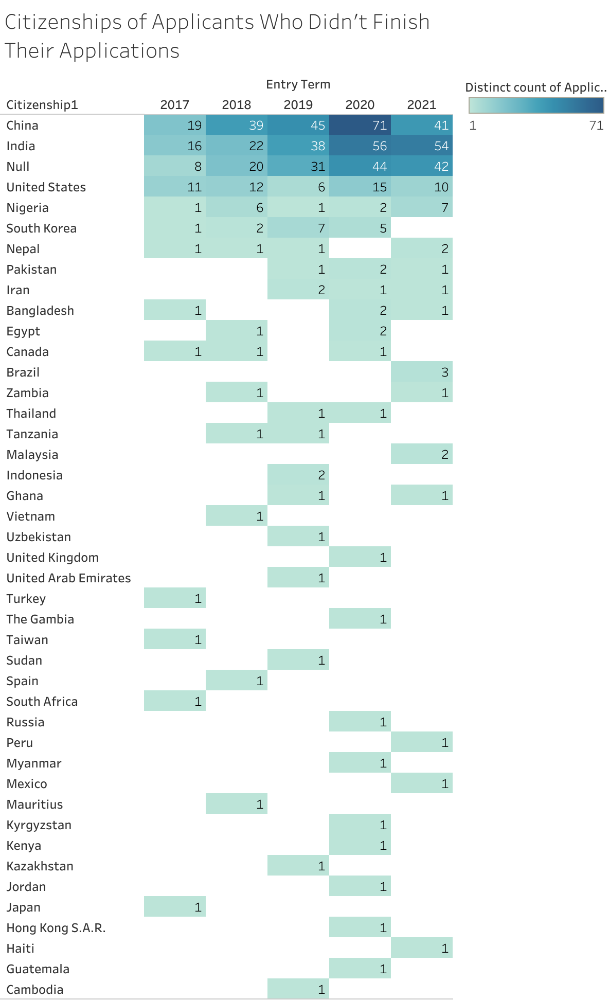 Citizenships of Applicants Who Didn't Finish
Their Applications
Entry Term
Distinct count of Applic..
Citizenship1 2017 2018 2019 2020 2021
1 71
China 19 39 45 71 41
India 16 22 38 56 54
Null 8 20 31 44 42
United States 11 12 6 15 10
Nigeria 1 6 1 2 7
South Korea 1 2 7 5
Nepal 1 1 1 2
Pakistan 1 2 1
Iran 2 1 1
Bangladesh 1 2 1
Egypt 1 2
Canada 1 1 1
Brazil 3
Zambia 1 1
Thailand 1 1
Tanzania 1 1
Malaysia 2
Indonesia 2
Ghana 1 1
Vietnam 1
Uzbekistan 1
United Kingdom 1
United Arab Emirates 1
Turkey 1
The Gambia 1
Taiwan 1
Sudan 1
Spain 1
South Africa 1
Russia 1
Peru 1
Myanmar 1
Mexico 1
Mauritius 1
Kyrgyzstan 1
Kenya 1
Kazakhstan 1
Jordan 1
Japan 1
Hong Kong S.A.R. 1
Haiti 1
Guatemala 1
Cambodia 1